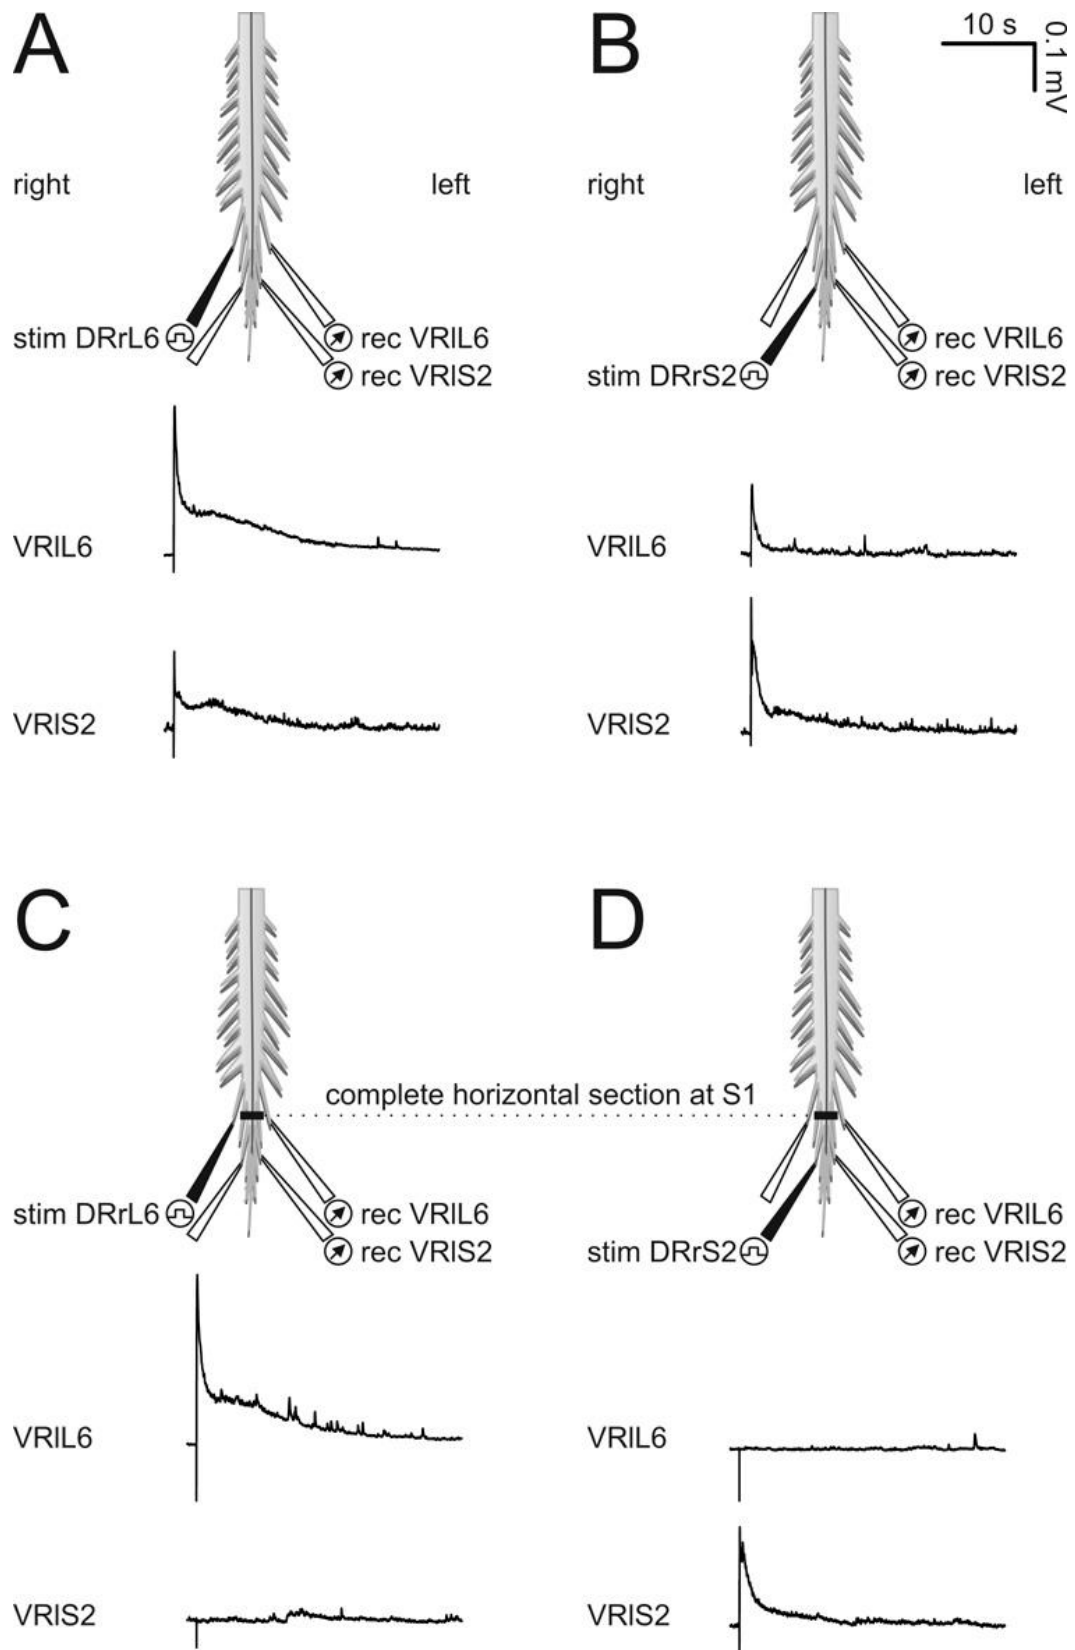 A
B
10 s
0.1 mV
right
left
right
left
stim DRrL6
rec VRlL6
rec VRlS2
rec VRlL6
stim DRrS2
rec VRlS2
VRlL6
VRlL6
VRlS2
VRlS2
C
D
complete horizontal section at S1
stim DRrL6
rec VRlL6
rec VRlS2
rec VRlL6
stim DRrS2
rec VRlS2
VRlL6
VRlL6
VRlS2
VRlS2